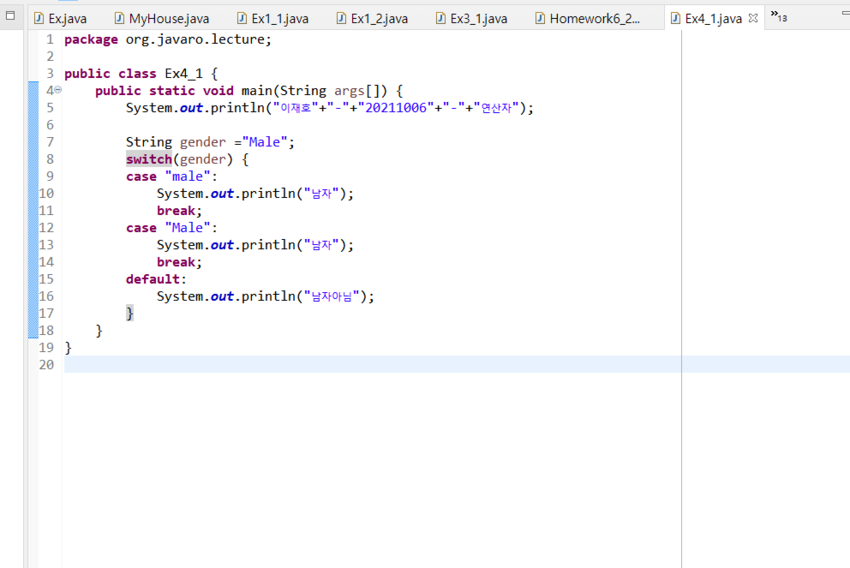 Ex.java MyHouse.java Ex1_1.java Ex1_2.java Ex3_1.java Homework6_2... Ex4_1.java »13
1 package org.javaro.lecture;
2
3 public class Ex4_1 {
4 public static void main(String args[]) {
5 System.out.println("이재호"+"-"+"20211006"+"-"+"연산자");
6
7 String gender ="Male";
8 switch(gender) {
9 case "male":
10 System.out.println("남자");
11 break;
12 case "Male":
13 System.out.println("남자");
14 break;
15 default:
16 System.out.println("남자아님");
17 }
18 }
19 }
20